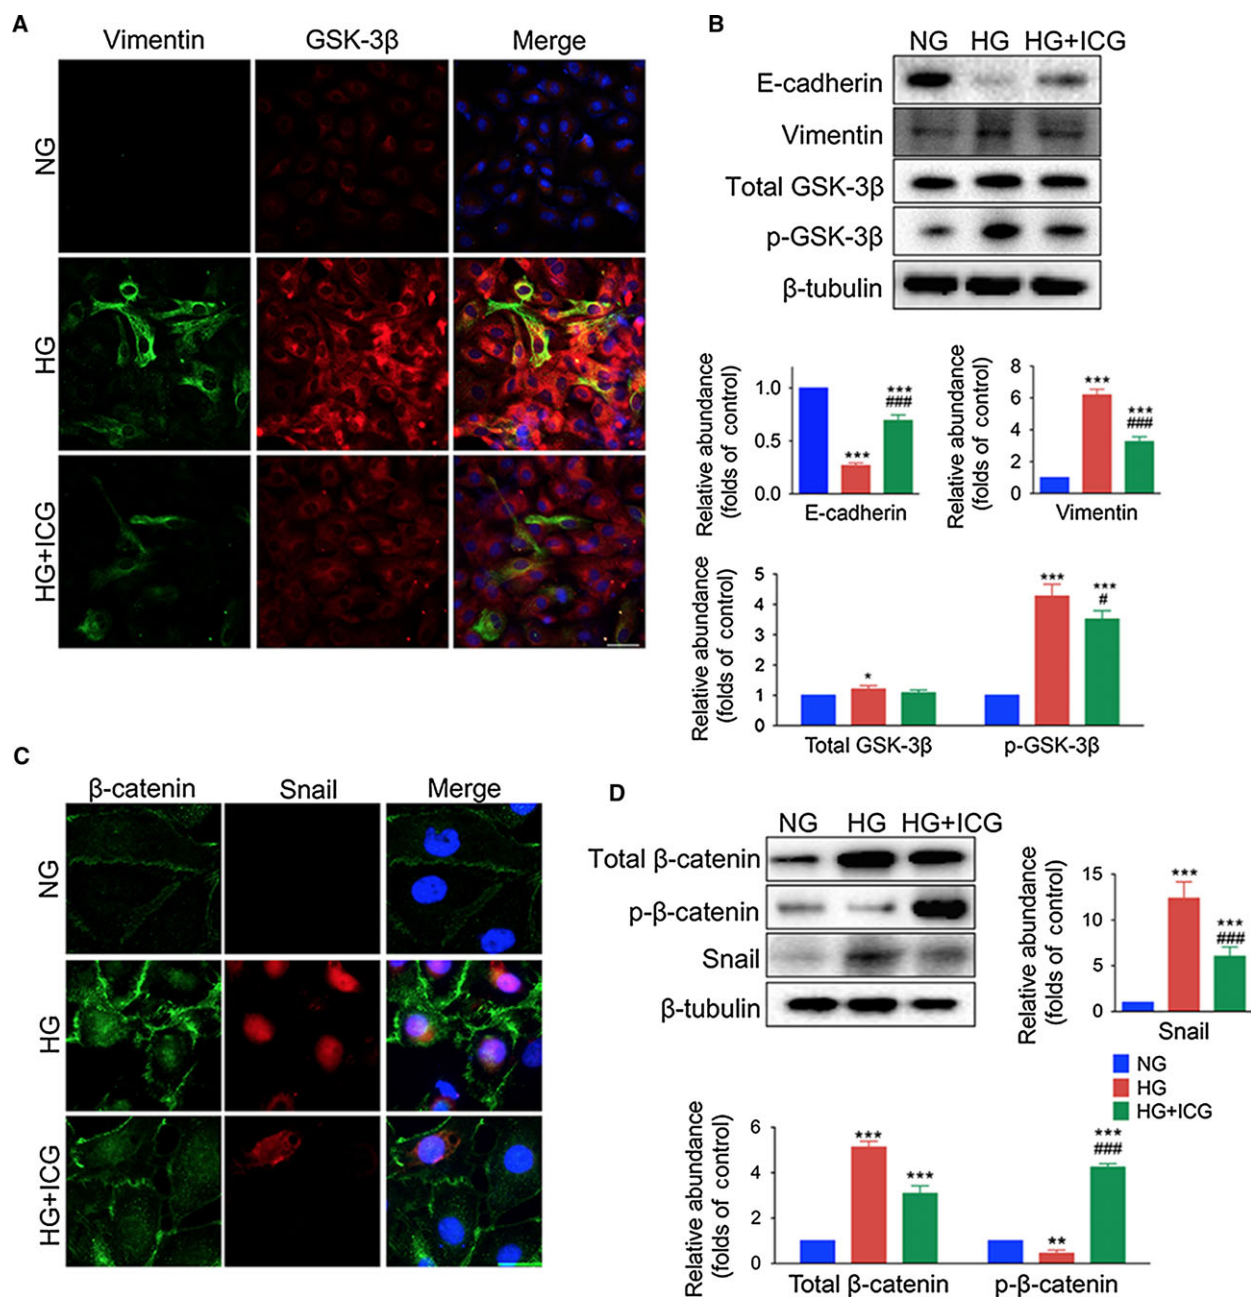 A
Vimentin GSK-3β Merge
NG
HG
HG+ICG
B
NG HG HG+ICG
E-cadherin
Vimentin
Total GSK-3β
p-GSK-3β
β-tubulin
Relative abundance
(folds of control)
1.0
0.5
0.0
***
***
###
E-cadherin
Relative abundance
(folds of control)
8
6
4
2
0
***
***
###
Vimentin
Relative abundance
(folds of control)
5
4
3
2
1
0
*
***
***
#
Total GSK-3β p-GSK-3β
C
β-catenin Snail Merge
NG
HG
HG+ICG
D
NG HG HG+ICG
Total β-catenin
p-β-catenin
Snail
β-tubulin
Relative abundance
(folds of control)
15
10
5
0
***
***
###
Snail
NG
HG
HG+ICG
Relative abundance
(folds of control)
6
4
2
0
***
***
**
***
###
Total β-catenin p-β-catenin